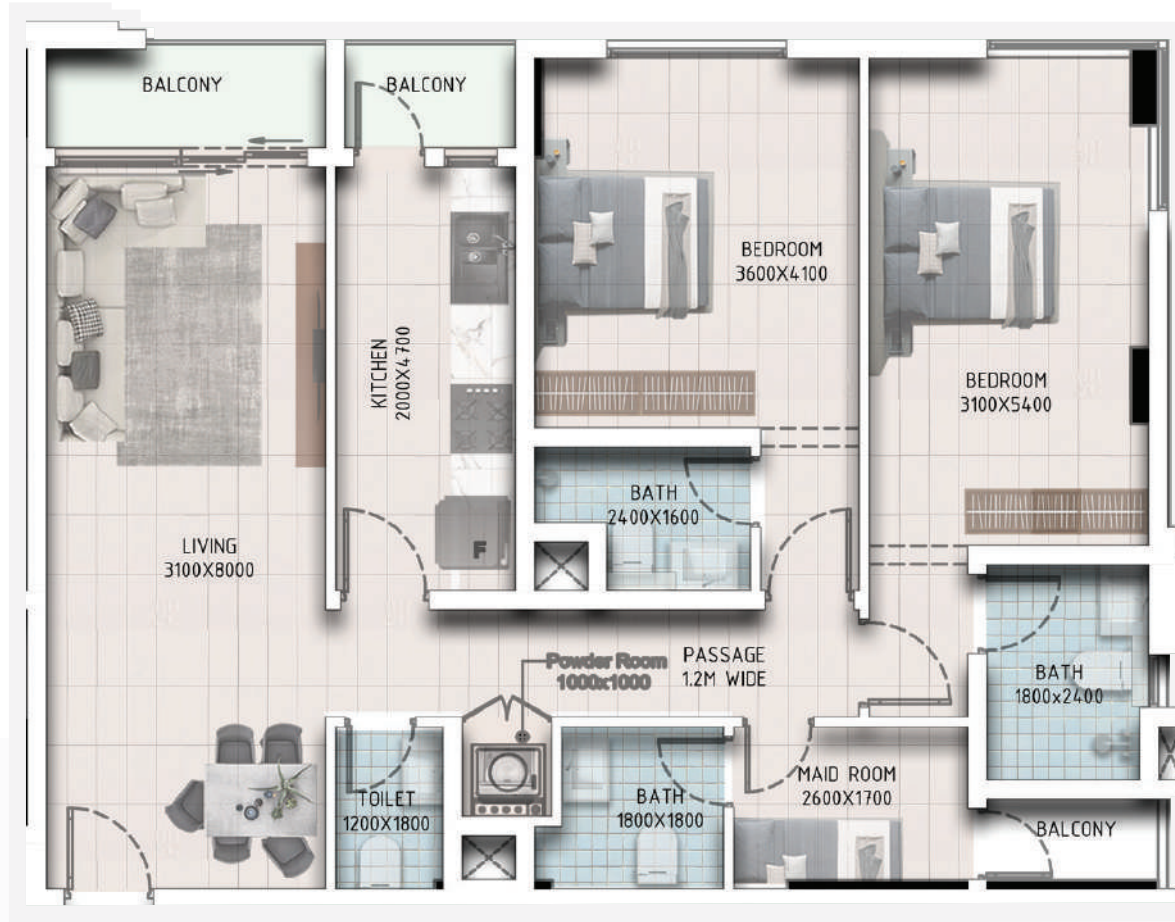 BALCONY
BALCONY
BEDROOM
3600X4100
KITCHEN
2000X4700
BEDROOM
3100X5400
BATH
2400X1600
F
LIVING
3100X8000
Powder Room
1000x1000
PASSAGE
1.2M WIDE
BATH
1800x2400
TOILET
1200X1800
BATH
1800X1800
MAID ROOM
2600X1700
BALCONY